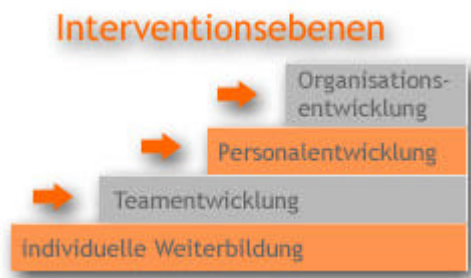 Interventionsebenen
Organisations-
entwicklung
Personalentwicklung
Teamentwicklung
individuelle Weiterbildung